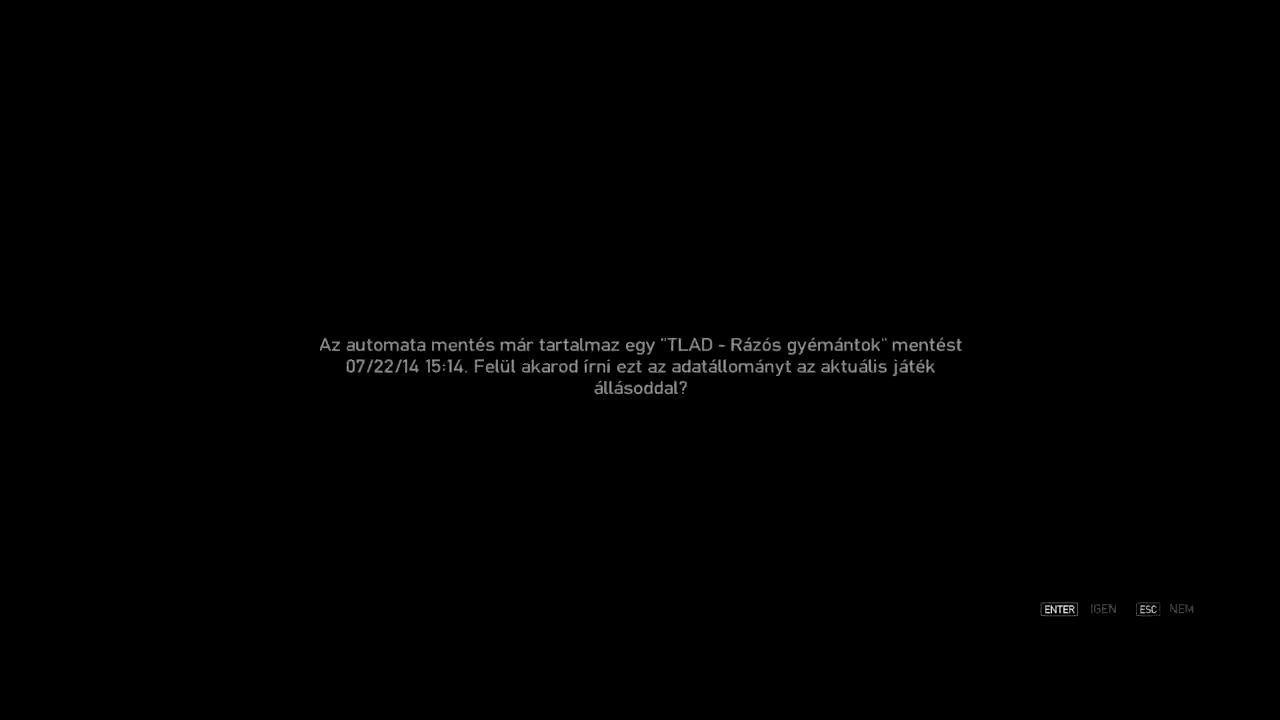 Az automata mentés már tartalmaz egy "TLAD - Rázós gyémántok" mentést
07/22/14 15:14. Felül akarod írni ezt az adatállományt az aktuális játék
állásoddal?
ENTER IGEN ESC NEM